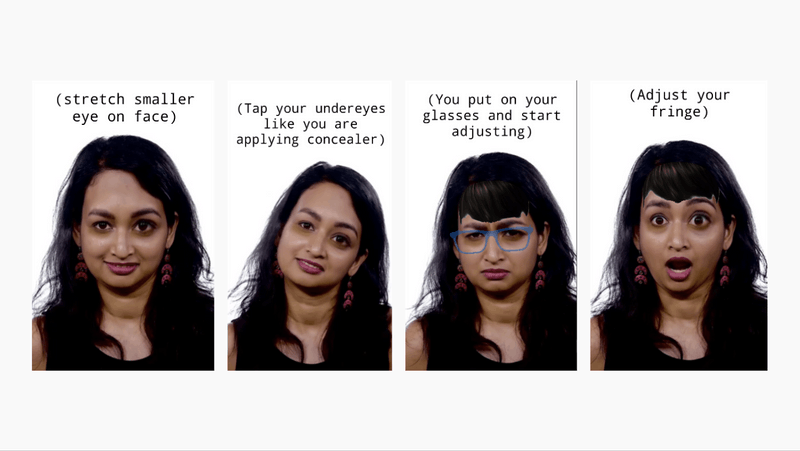 (stretch smaller
eye on face)
(Tap your undereyes
like you are
applying concealer)
(You put on your
glasses and start
adjusting)
(Adjust your
fringe)